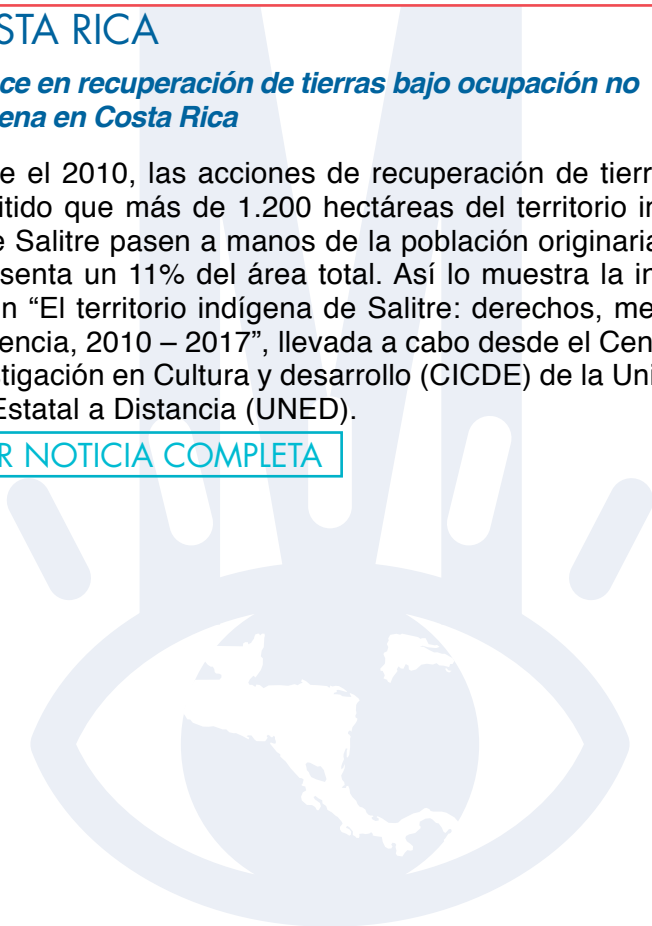 STA RICA
ce en recuperación de tierras bajo ocupación no
ena en Costa Rica
e el 2010, las acciones de recuperación de tierr
itido que más de 1.200 hectáreas del territorio in
e Salitre pasen a manos de la población originaria
senta un 11% del área total. Así lo muestra la in
n “El territorio indígena de Salitre: derechos, me
encia, 2010 – 2017”, llevada a cabo desde el Cen
stigación en Cultura y desarrollo (CICDE) de la Uni
Estatal a Distancia (UNED).
R NOTICIA COMPLETA